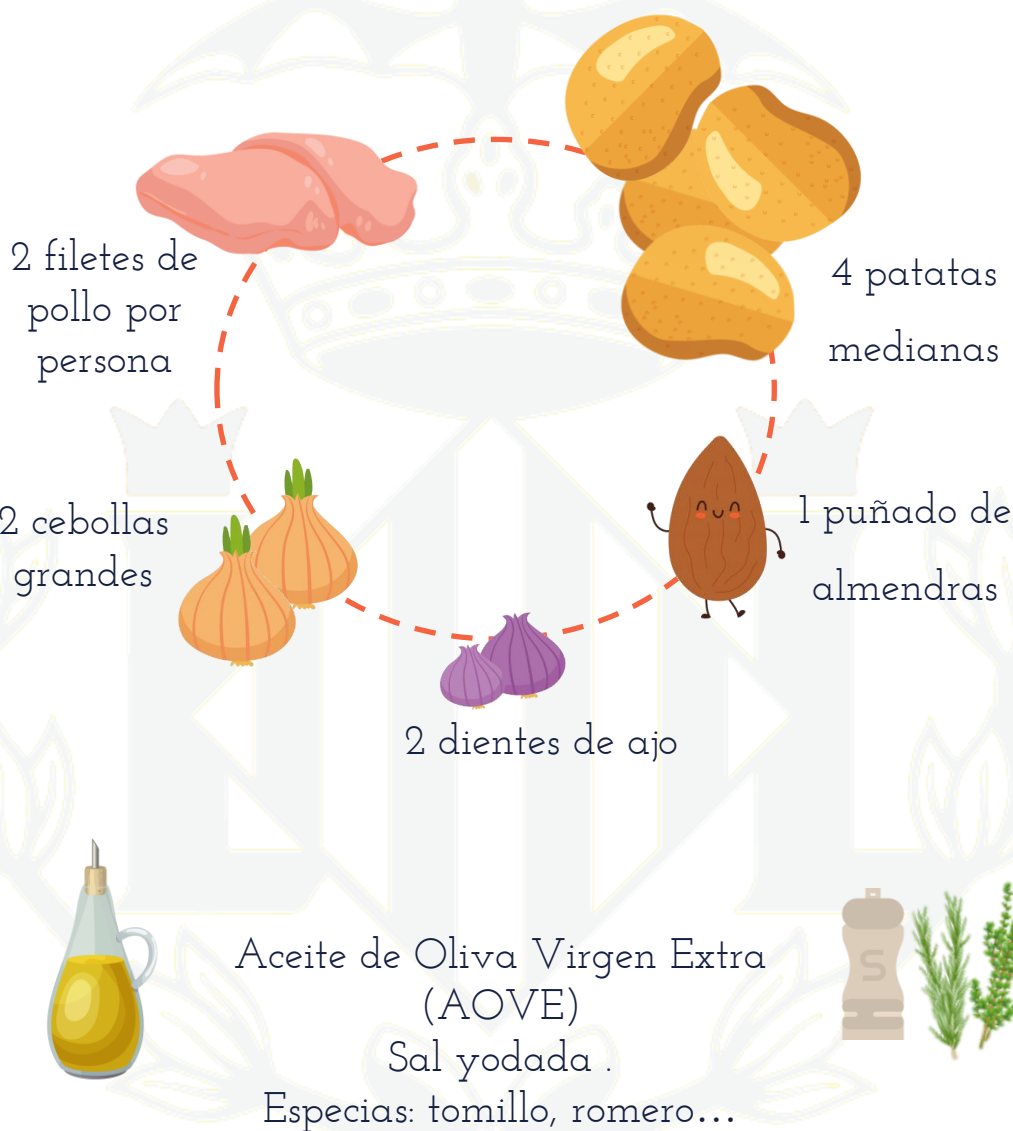 2 filetes de
pollo por
persona
4 patatas
medianas
2 cebollas
grandes
1 puñado de
almendras
2 dientes de ajo
Aceite de Oliva Virgen Extra
(AOVE)
Sal yodada .
Especias: tomillo, romero...
S